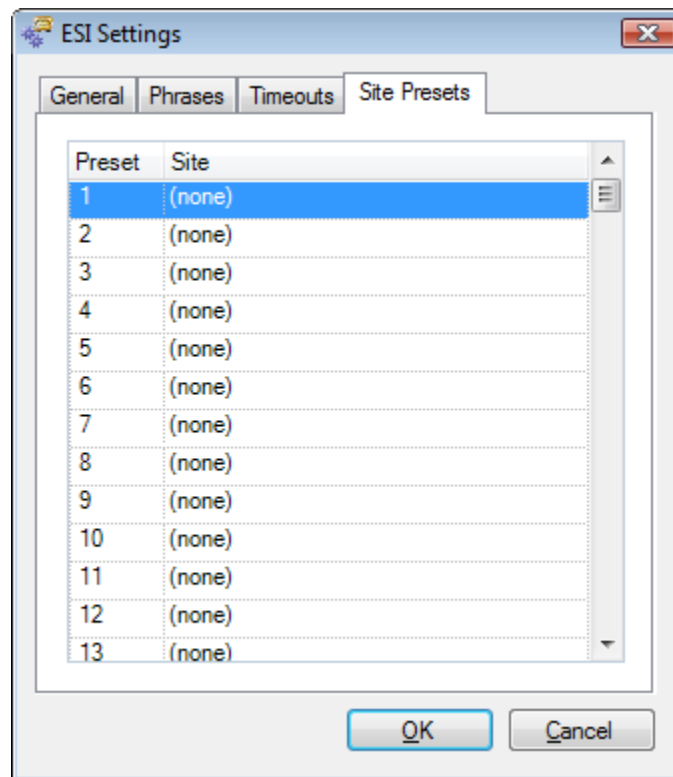 ESI Settings
General Phrases Timeouts Site Presets
Preset Site
1 (none)
2 (none)
3 (none)
4 (none)
5 (none)
6 (none)
7 (none)
8 (none)
9 (none)
10 (none)
11 (none)
12 (none)
13 (none)
OK Cancel